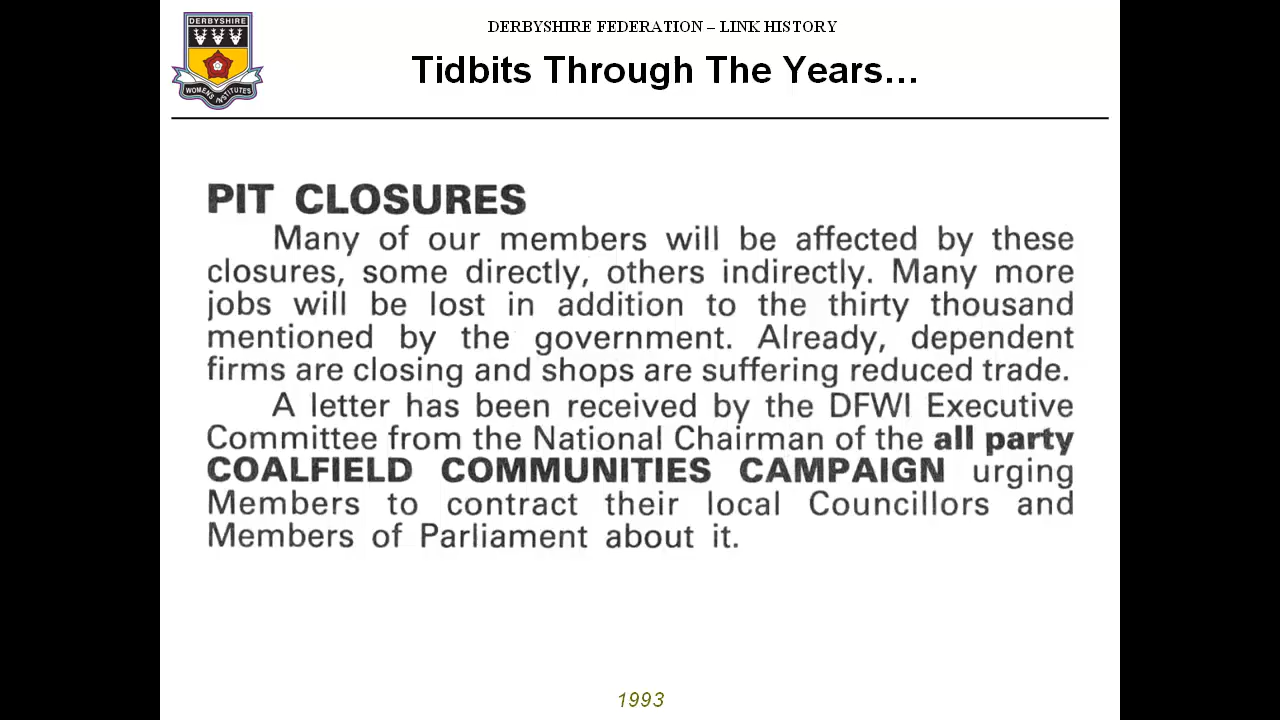 DERBYSHIRE
WOMENS INSTITUTES
DERBYSHIRE FEDERATION – LINK HISTORY
Tidbits Through The Years…
PIT CLOSURES
Many of our members will be affected by these
closures, some directly, others indirectly. Many more
jobs will be lost in addition to the thirty thousand
mentioned by the government. Already, dependent
firms are closing and shops are suffering reduced trade.
A letter has been received by the DFWI Executive
Committee from the National Chairman of the all party
COALFIELD COMMUNITIES CAMPAIGN urging
Members to contract their local Councillors and
Members of Parliament about it.
1993